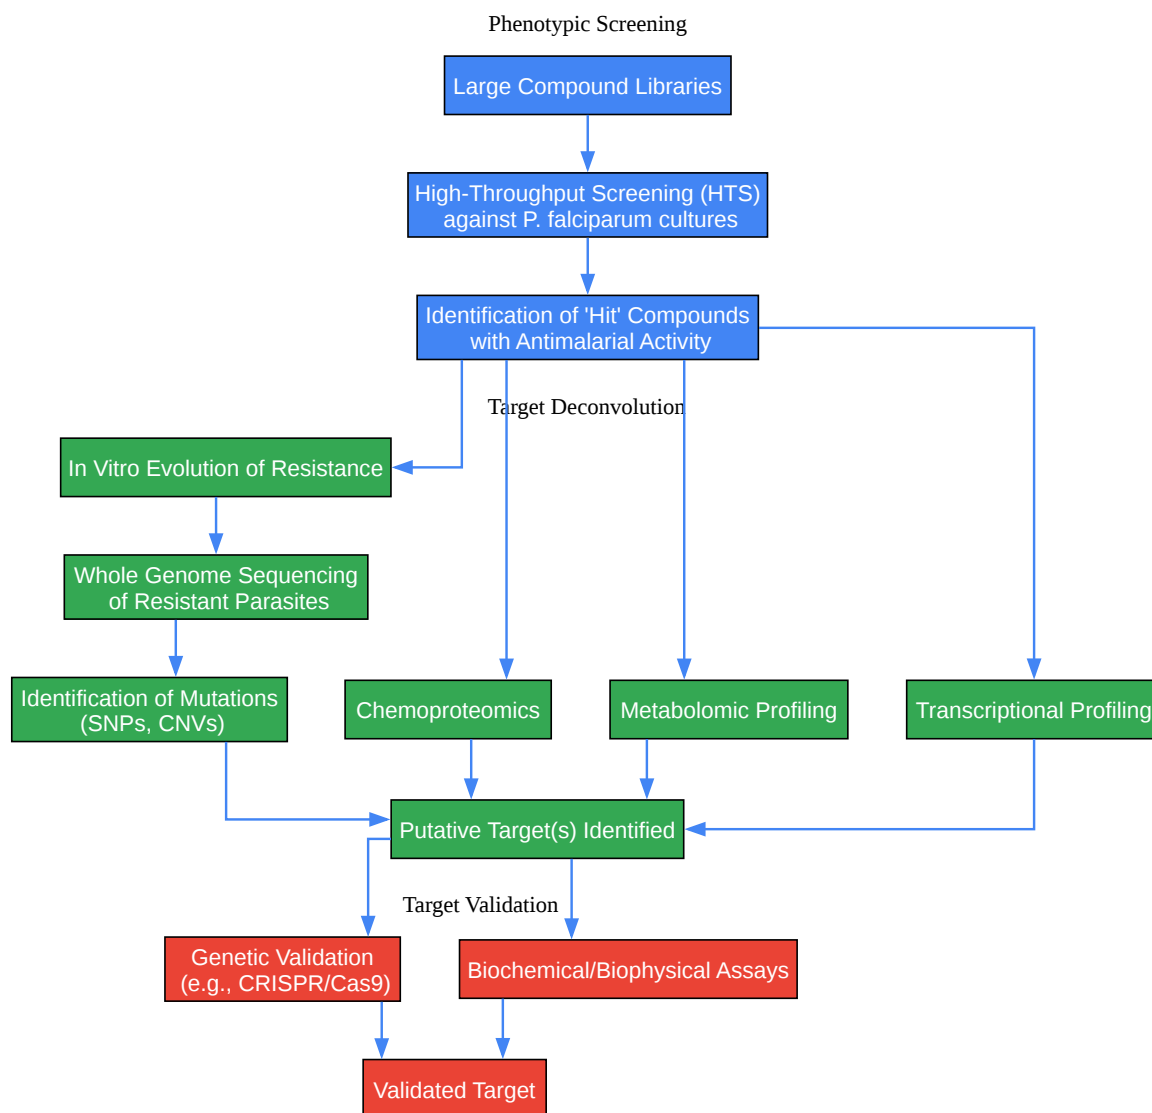 Phenotypic Screening
Large Compound Libraries
High-Throughput Screening (HTS)
against P. falciparum cultures
Identification of 'Hit' Compounds
with Antimalarial Activity
Target Deconvolution
In Vitro Evolution of Resistance
Whole Genome Sequencing
of Resistant Parasites
Identification of Mutations
(SNPs, CNVs)
Chemoproteomics
Metabolomic Profiling
Transcriptional Profiling
Putative Target(s) Identified
Target Validation
Genetic Validation
(e.g., CRISPR/Cas9)
Biochemical/Biophysical Assays
Validated Target